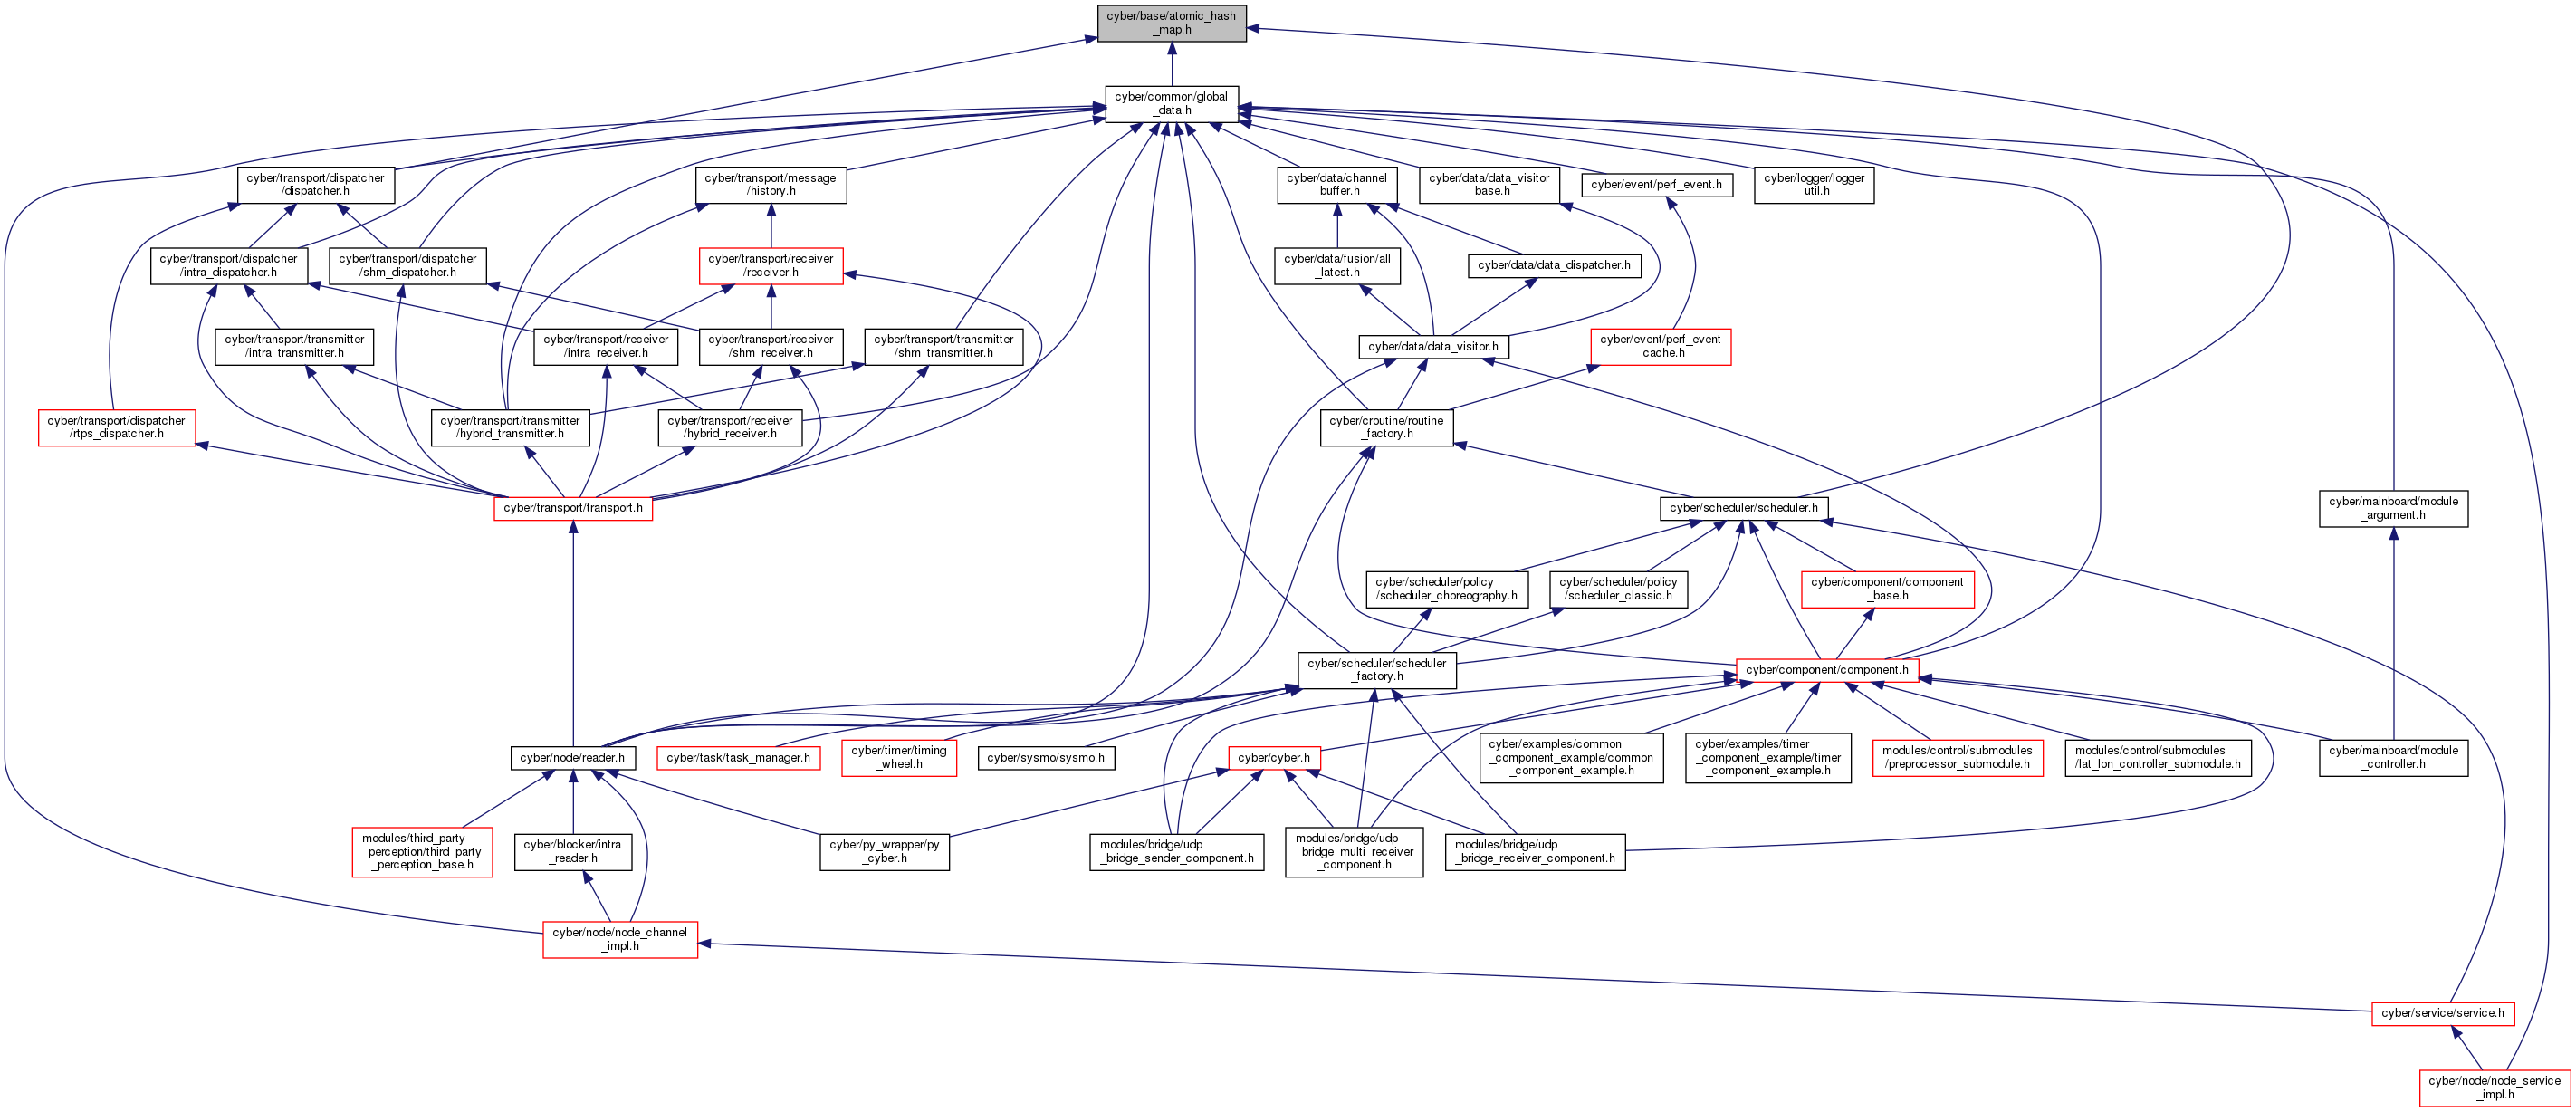 cyber/base/atomic_hash
_map.h
cyber/common/global
_data.h
cyber/transport/dispatcher
/dispatcher.h
cyber/transport/message
/history.h
cyber/data/channel
_buffer.h
cyber/data/data_visitor
_base.h
cyber/event/perf_event.h
cyber/logger/logger
_util.h
cyber/transport/dispatcher
/intra_dispatcher.h
cyber/transport/dispatcher
/shm_dispatcher.h
cyber/transport/receiver
/receiver.h
cyber/data/fusion/all
_latest.h
cyber/data/data_dispatcher.h
cyber/transport/transmitter
/intra_transmitter.h
cyber/transport/receiver
/intra_receiver.h
cyber/transport/receiver
/shm_receiver.h
cyber/transport/transmitter
/shm_transmitter.h
cyber/data/data_visitor.h
cyber/event/perf_event
_cache.h
cyber/transport/dispatcher
/rtps_dispatcher.h
cyber/transport/transmitter
/hybrid_transmitter.h
cyber/transport/receiver
/hybrid_receiver.h
cyber/croutine/routine
_factory.h
cyber/transport/transport.h
cyber/scheduler/scheduler.h
cyber/mainboard/module
_argument.h
cyber/scheduler/policy
/scheduler_choreography.h
cyber/scheduler/policy
/scheduler_classic.h
cyber/component/component
_base.h
cyber/scheduler/scheduler
_factory.h
cyber/component/component.h
cyber/node/reader.h
cyber/task/task_manager.h
cyber/timer/timing
_wheel.h
cyber/sysmo/sysmo.h
cyber/cyber.h
cyber/examples/common
_component_example/common
_component_example.h
cyber/examples/timer
_component_example/timer
_component_example.h
modules/control/submodules
/preprocessor_submodule.h
modules/control/submodules
/lat_lon_controller_submodule.h
cyber/mainboard/module
_controller.h
modules/third_party
_perception/third_party
_perception_base.h
cyber/blocker/intra
_reader.h
cyber/py_wrapper/py
_cyber.h
modules/bridge/udp
_bridge_sender_component.h
modules/bridge/udp
_bridge_multi_receiver
_component.h
modules/bridge/udp
_bridge_receiver_component.h
cyber/node/node_channel
_impl.h
cyber/service/service.h
cyber/node/node_service
_impl.h